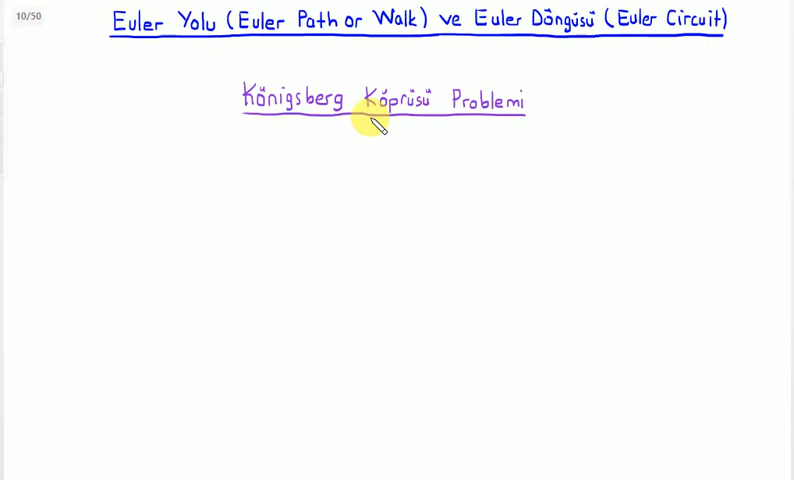 10/50
Euler Yolu (Euler Path or Walk) ve Euler Döngüsü (Euler Circuit)
Königsberg Köprüsü Problemi